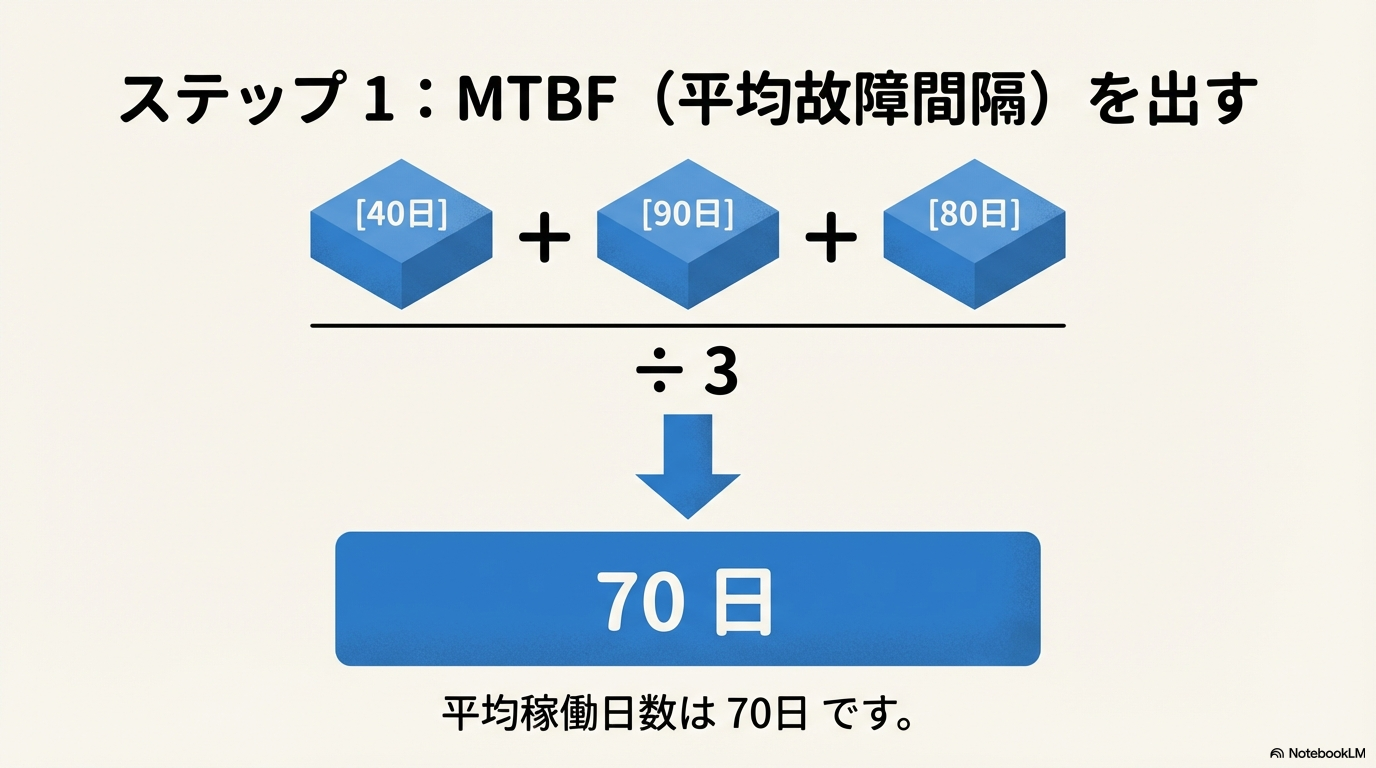 ステップ 1：MTBF（平均故障間隔）を出す
[40日] + [90日] + [80日]
÷ 3
70 日
平均稼働日数は 70日 です。
NotebookLM